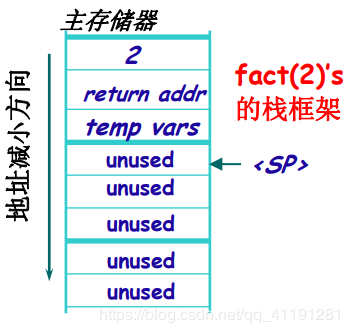 主存储器
2
return addr
temp vars
unused
unused
unused
unused
unused
地址减小方向
fact(2)'s
的栈框架
<SP>
https://blog.csdn.net/qq_41191281